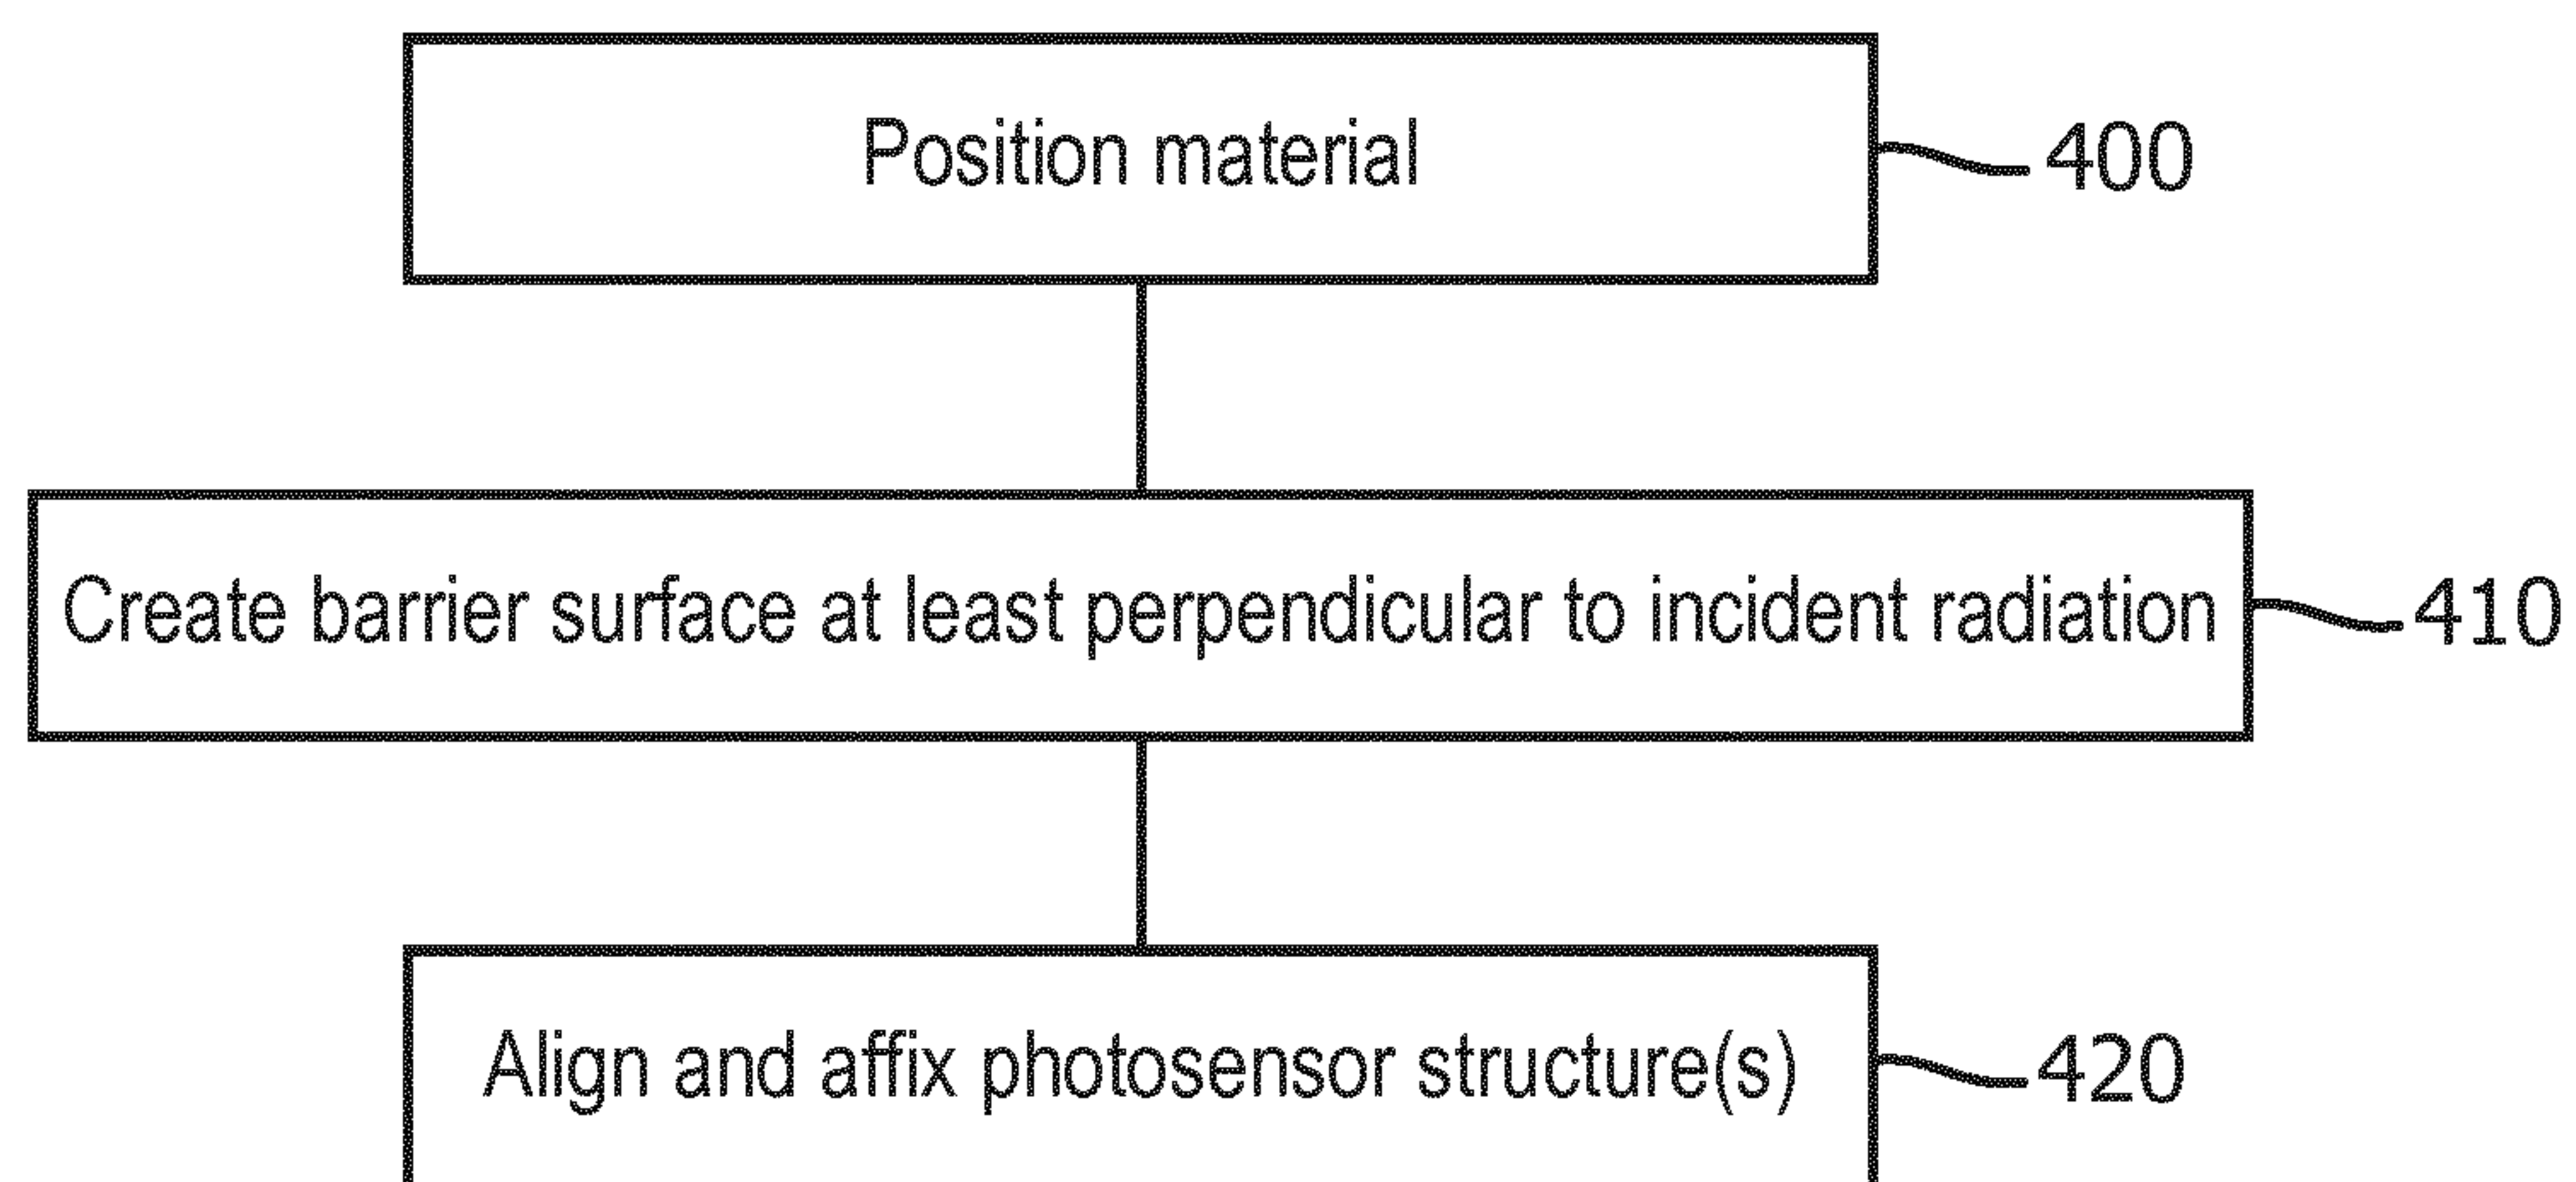 Position material 400
Create barrier surface at least perpendicular to incident radiation 410
Align and affix photosensor structure(s) 420